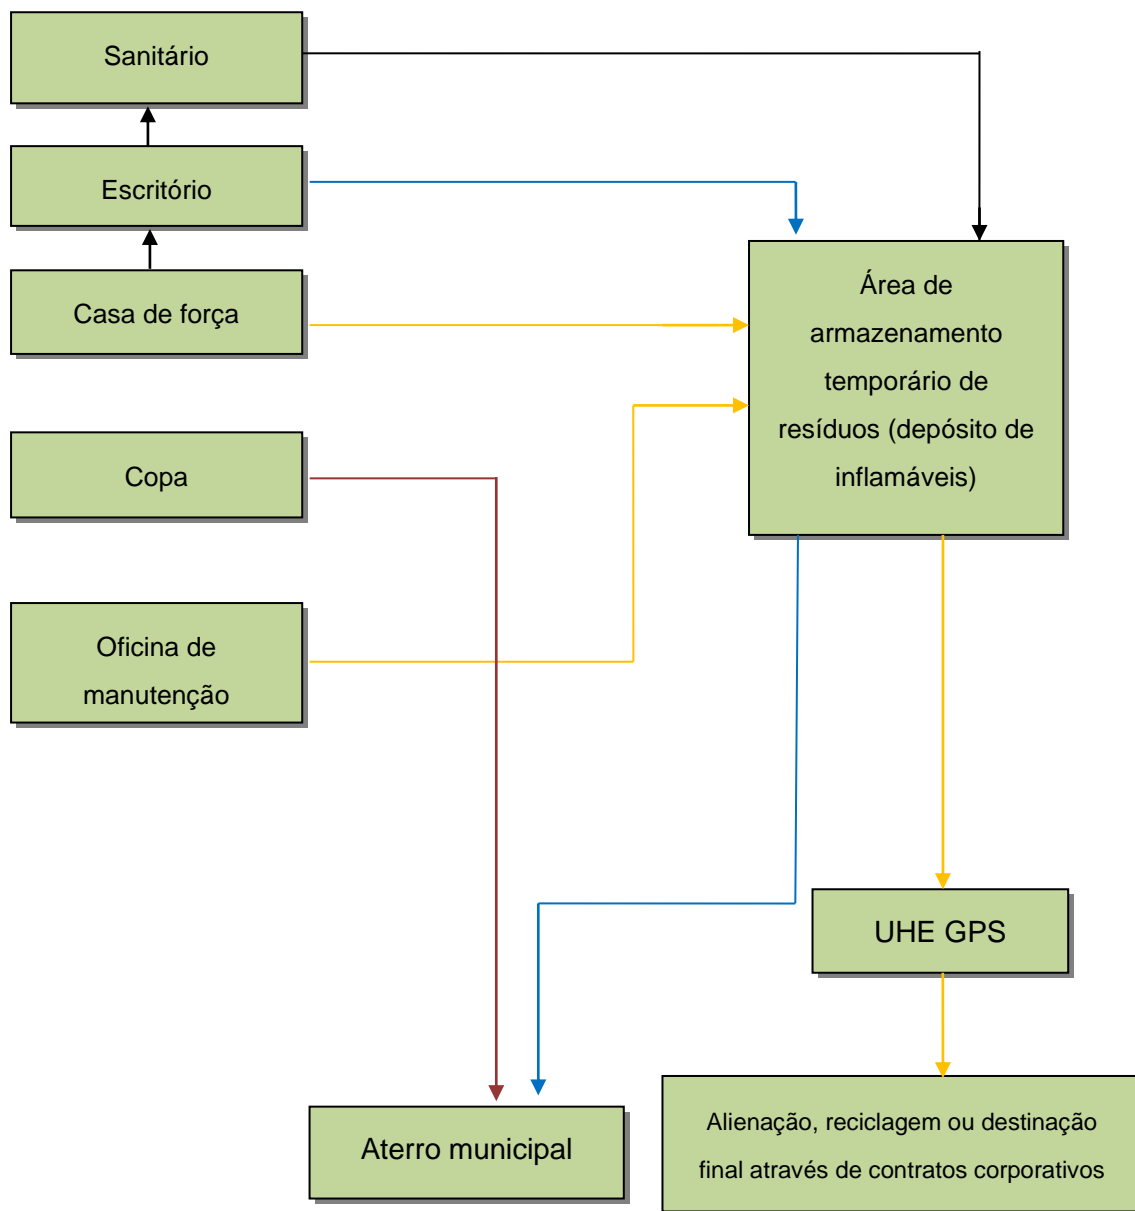 Sanitário
Escritório
Casa de força
Copa
Oficina de
manutenção
Área de
armazenamento
temporário de
resíduos (depósito de
inflamáveis)
UHE GPS
Aterro municipal
Alienação, reciclagem ou destinação
final através de contratos corporativos